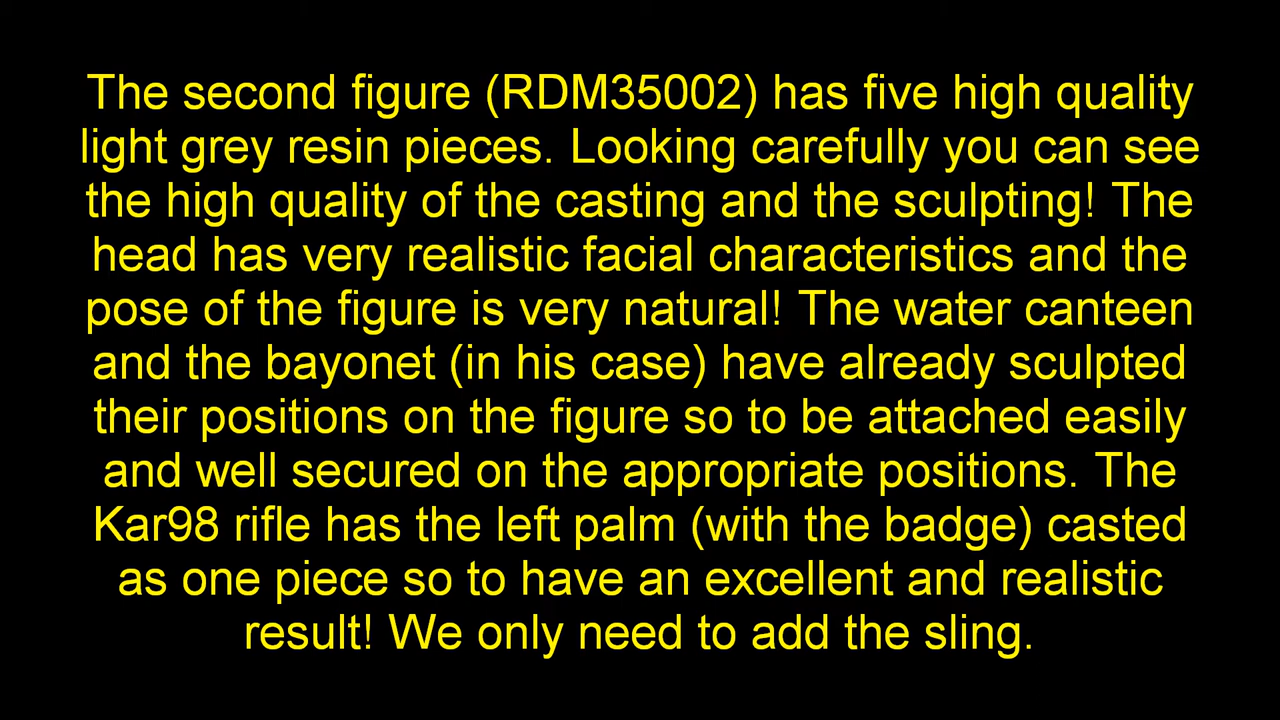 The second figure (RDM35002) has five high quality
light grey resin pieces. Looking carefully you can see
the high quality of the casting and the sculpting! The
head has very realistic facial characteristics and the
pose of the figure is very natural! The water canteen
and the bayonet (in his case) have already sculpted
their positions on the figure so to be attached easily
and well secured on the appropriate positions. The
Kar98 rifle has the left palm (with the badge) casted
as one piece so to have an excellent and realistic
result! We only need to add the sling.